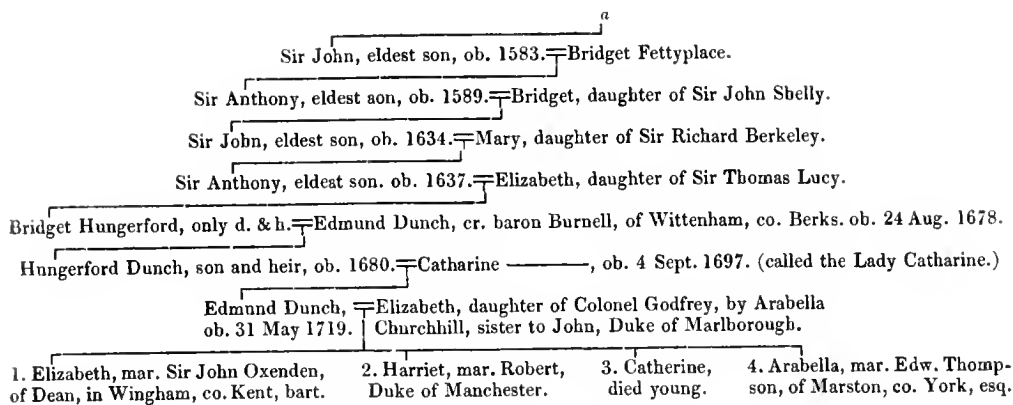 a
Sir John, eldest son, ob. 1583.=Bridget Fettyplace.
Sir Anthony, eldest aon, ob. 1589.=Bridget, daughter of Sir John Shelly.
Sir John, eldest son, ob. 1634.=Mary, daughter of Sir Richard Berkeley.
Sir Anthony, eldest son. ob. 1637.=Elizabeth, daughter of Sir Thomas Lucy.
Bridget Hungerford, only d. & h.=Edmund Dunch, cr. baron Burnell, of Wittenham, co. Berks. ob. 24 Aug. 1678.
Hungerford Dunch, son and heir, ob. 1680.=Catharine ———, ob. 4 Sept. 1697. (called the Lady Catharine.)
Edmund Dunch, =Elizabeth, daughter of Colonel Godfrey, by Arabella
ob. 31 May 1719. Churchhill, sister to John, Duke of Marlborough.
1. Elizabeth, mar. Sir John Oxenden, 2. Harriet, mar. Robert, 3. Catherine, 4. Arabella, mar. Edw. Thomp-
of Dean, in Wingham, co. Kent, bart. Duke of Manchester. died young. son, of Marston, co. York, esq.